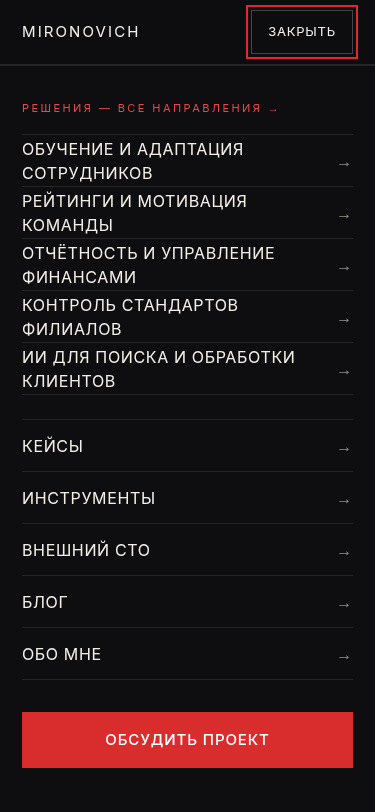 MIRONOVICH
ЗАКРЫТЬ
РЕШЕНИЯ — ВСЕ НАПРАВЛЕНИЯ →
ОБУЧЕНИЕ И АДАПТАЦИЯ
СОТРУДНИКОВ →
РЕЙТИНГИ И МОТИВАЦИЯ
КОМАНДЫ →
ОТЧЁТНОСТЬ И УПРАВЛЕНИЕ
ФИНАНСАМИ →
КОНТРОЛЬ СТАНДАРТОВ
ФИЛИАЛОВ →
ИИ ДЛЯ ПОИСКА И ОБРАБОТКИ
КЛИЕНТОВ →
КЕЙСЫ →
ИНСТРУМЕНТЫ →
ВНЕШНИЙ СТО →
БЛОГ →
ОБО МНЕ →
ОБСУДИТЬ ПРОЕКТ